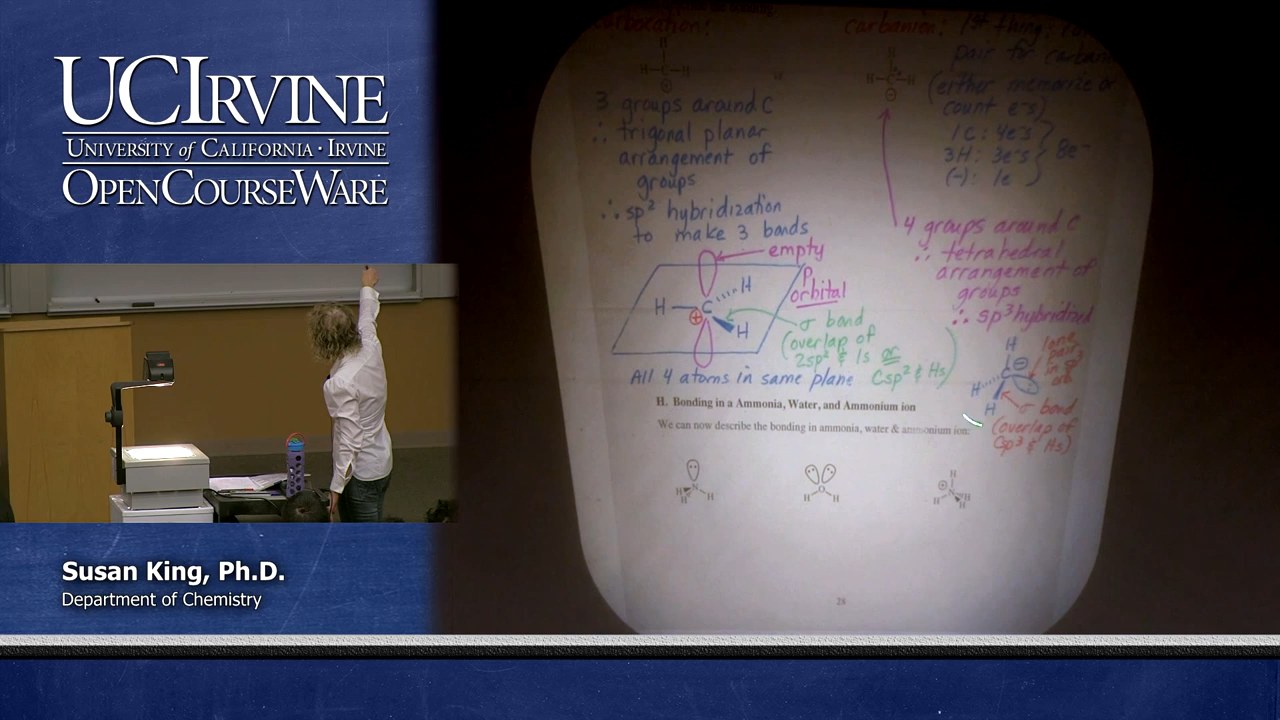 UCIRVINE
UNIVERSITY of CALIFORNIA · IRVINE
OPENCOURSEWARE
Susan King, Ph.D.
Department of Chemistry
carbocation:
H
H—C—H
⊕
3 groups around C
∴ trigonal planar
arrangement of
groups
∴ sp² hybridization
to make 3 bonds
empty
P
orbital
H
H
C
⊕
H
σ bond
(overlap of
2sp² & 1s or
Csp² & Hs)
All 4 atoms in same plane
carbanion: 1st thing:
pair for
(either memorize or
count e⁻s)
H
H—C—H
⊖
1C: 4e⁻s
3H: 3e⁻s
8e⁻
(-): 1e
4 groups around C
∴ tetrahedral
arrangement of
groups
∴ sp³ hybridized
H
C
⊖
H
H
lone
pair
in sp³
orb
σ bond
(overlap of
Csp³ & Hs)
H. Bonding in a Ammonia, Water, and Ammonium ion
We can now describe the bonding in ammonia, water & ammonium ion:
N
H
H
H
O
H
H
H
⊕
N
H
H
H
28